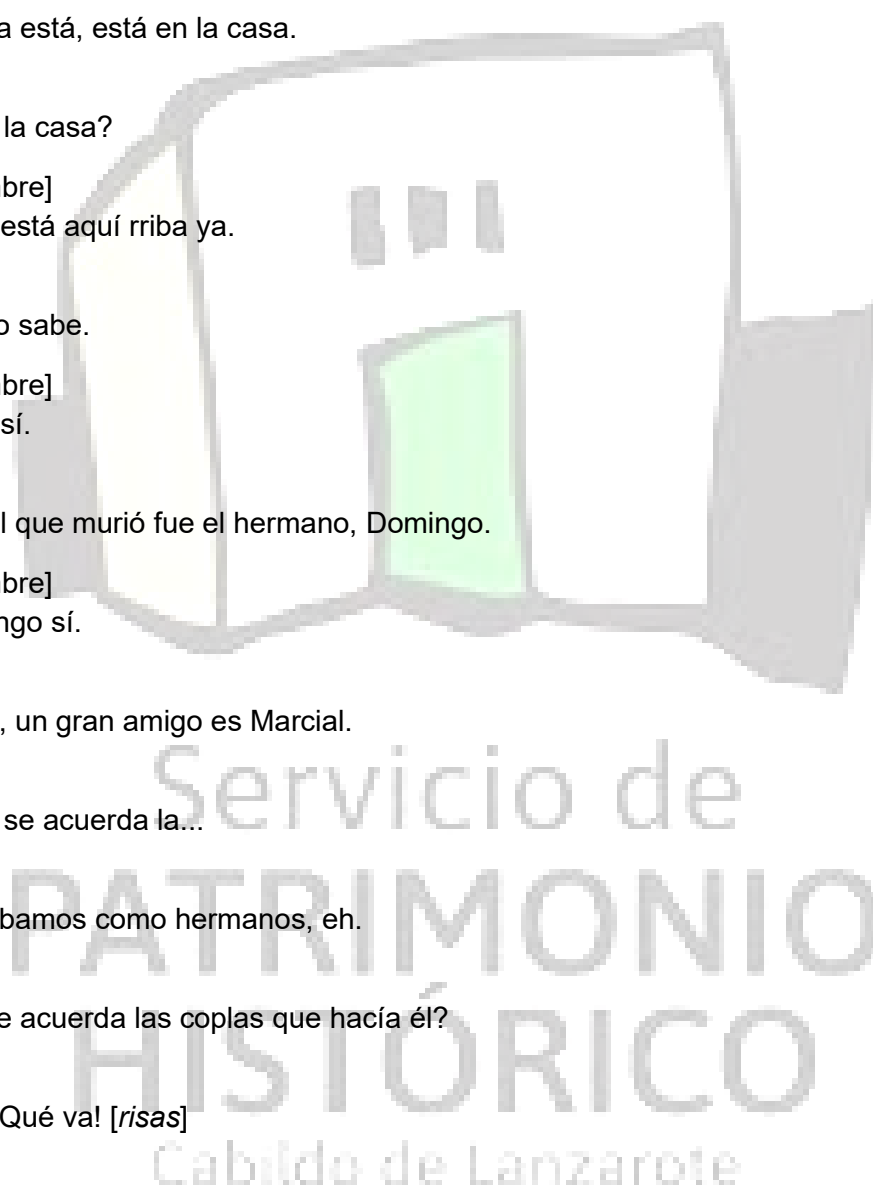 a está, está en la casa.
la casa?
bre]
está aquí rriba ya.
o sabe.
bre]
sí.
l que murió fue el hermano, Domingo.
bre]
ngo sí.
, un gran amigo es Marcial.
Servicio de
se acuerda la...
PATRIMONIO
bamos como hermanos, eh.
HISTÓRICO
e acuerda las coplas que hacía él?
Qué va! [risas]
Cabildo de Lanzarote